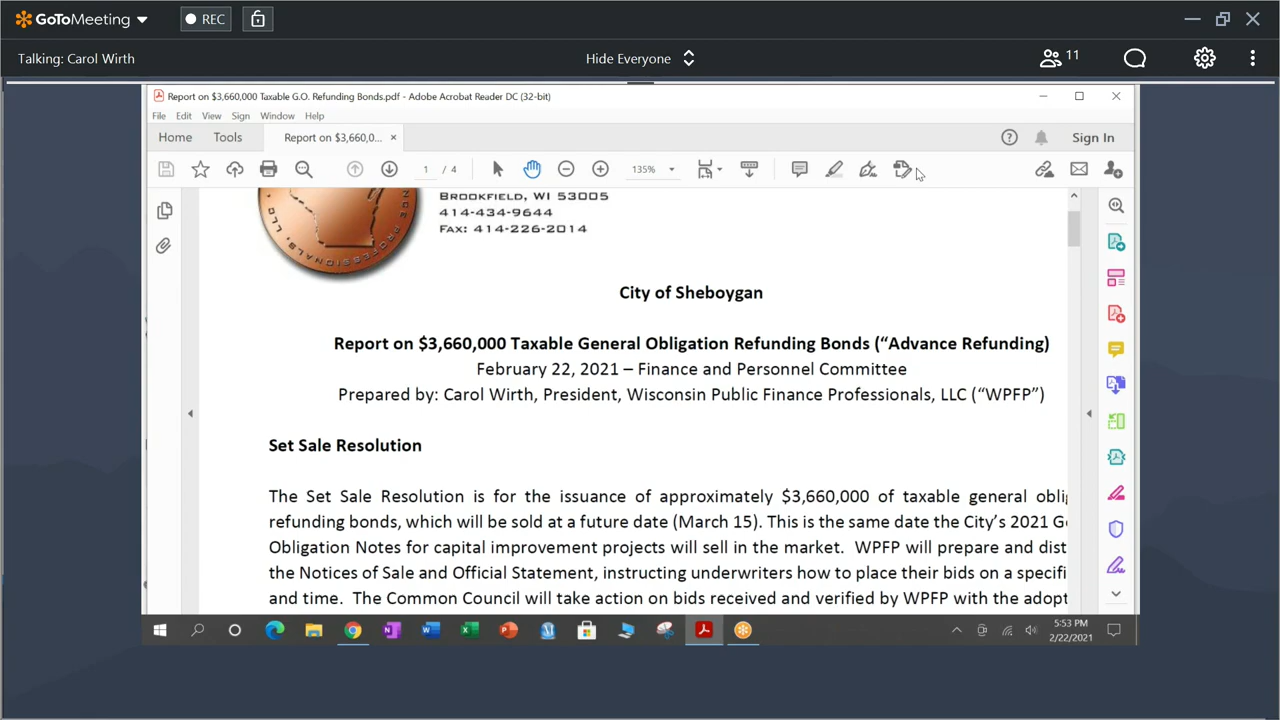 GoToMeeting
REC
Talking: Carol Wirth
Hide Everyone
11
Report on $3,660,000 Taxable G.O. Refunding Bonds.pdf - Adobe Acrobat Reader DC (32-bit)
File Edit View Sign Window Help
Home Tools Report on $3,660,0... × Sign In
1 / 4 135%
BROOKFIELD, WI 53005
414-434-9644
FAX: 414-226-2014
City of Sheboygan
Report on $3,660,000 Taxable General Obligation Refunding Bonds (“Advance Refunding)
February 22, 2021 – Finance and Personnel Committee
Prepared by: Carol Wirth, President, Wisconsin Public Finance Professionals, LLC (“WPFP”)
Set Sale Resolution
The Set Sale Resolution is for the issuance of approximately $3,660,000 of taxable general
refunding bonds, which will be sold at a future date (March 15). This is the same date the City’s 2021
Obligation Notes for capital improvement projects will sell in the market. WPFP will prepare and
the Notices of Sale and Official Statement, instructing underwriters how to place their bids on a
and time. The Common Council will take action on bids received and verified by WPFP with the
5:53 PM
2/22/2021